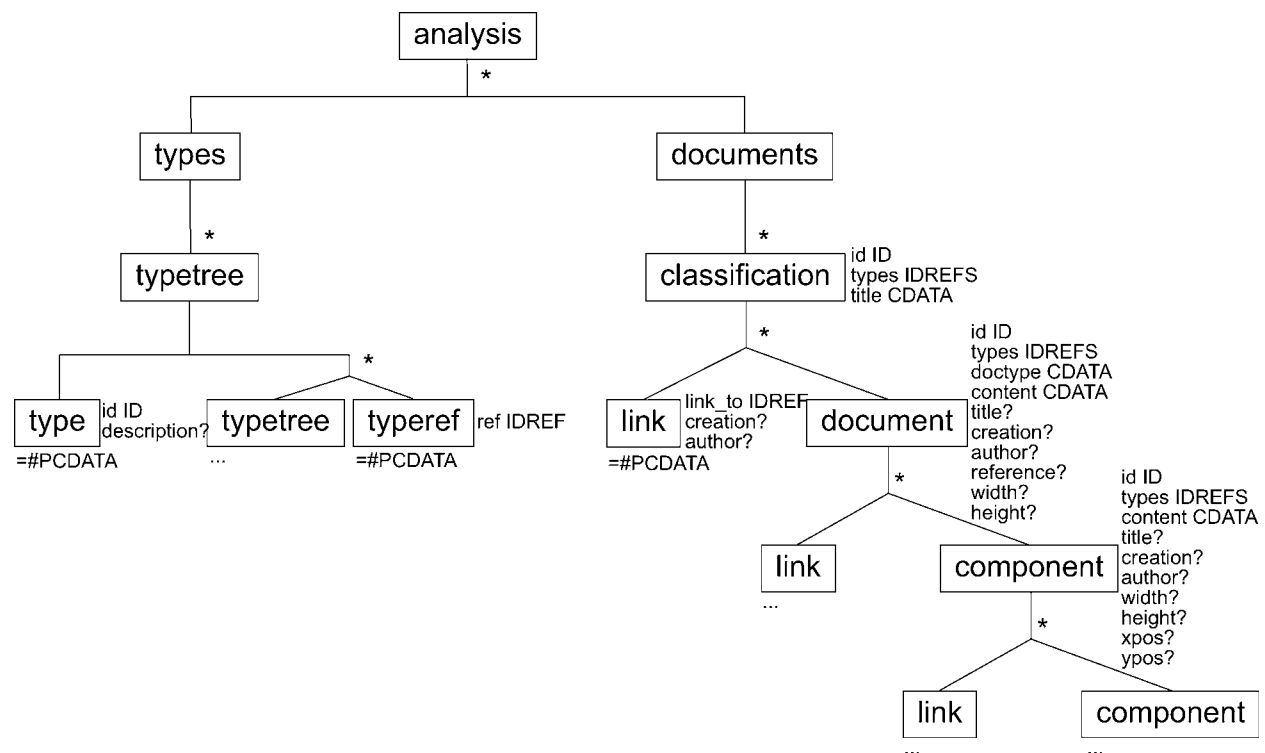 analysis
*
types
documents
*
*
typetree
classification
id ID
types IDREFS
title CDATA
*
*
type
id ID
description?
=#PCDATA
typetree
...
typeref
ref IDREF
=#PCDATA
link
link_to IDREF
creation?
author?
=#PCDATA
document
id ID
types IDREFS
doctype CDATA
content CDATA
title?
creation?
author?
reference?
width?
height?
*
link
...
component
id ID
types IDREFS
content CDATA
title?
creation?
author?
width?
height?
xpos?
ypos?
*
link
...
component
...